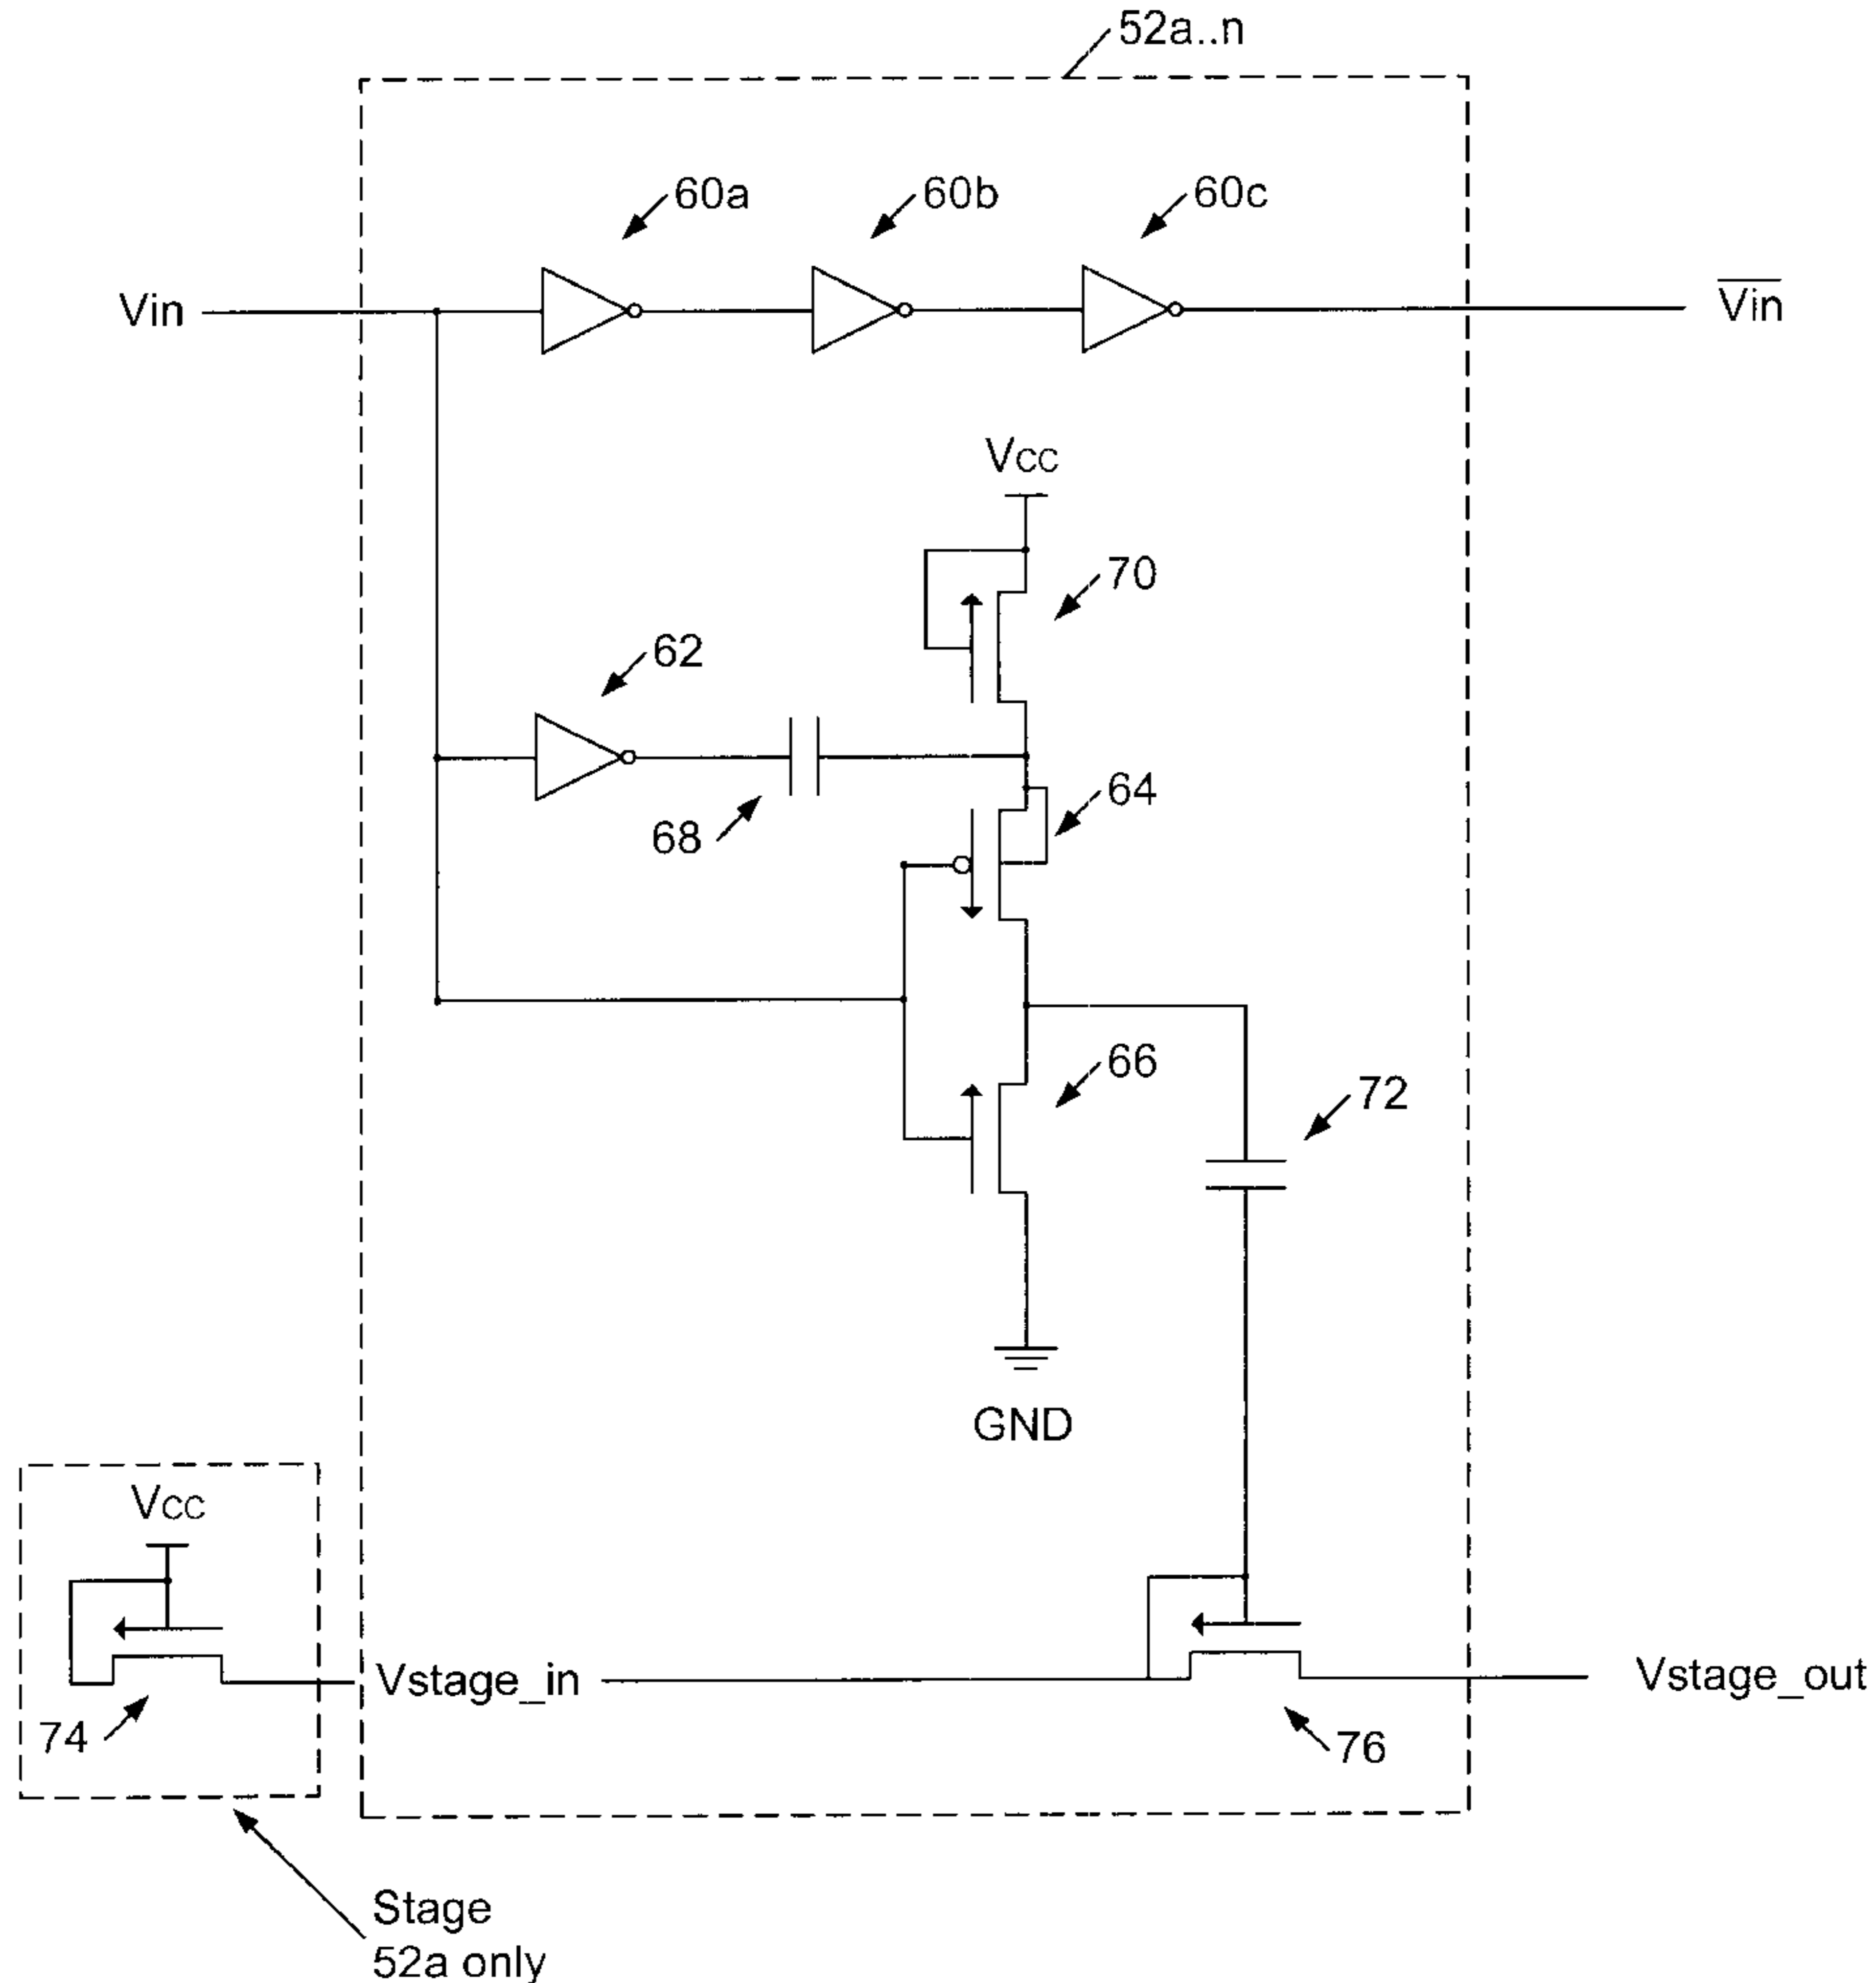 52a..n
60a
60b
60c
Vin
V̅i̅n̅
VCC
70
62
64
68
66
72
GND
VCC
Vstage_in
Vstage_out
74
76
Stage
52a only